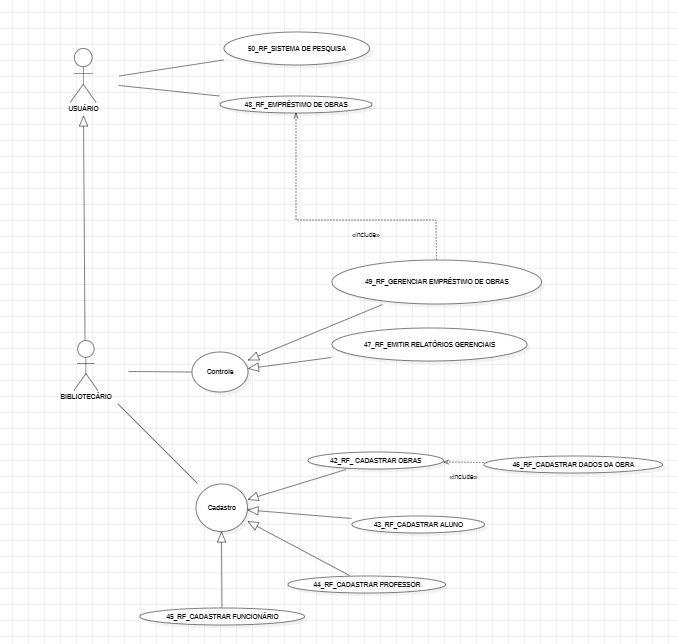 50_RF_SISTEMA DE PESQUISA
USUÁRIO
48_RF_EMPRÉSTIMO DE OBRAS
«include»
49_RF_GERENCIAR EMPRÉSTIMO DE OBRAS
47_RF_EMITIR RELATÓRIOS GERENCIAIS
Controle
BIBLIOTECÁRIO
42_RF_ CADASTRAR OBRAS
46_RF_CADASTRAR DADOS DA OBRA
«include»
Cadastro
43_RF_CADASTRAR ALUNO
44_RF_CADASTRAR PROFESSOR
45_RF_CADASTRAR FUNCIONÁRIO